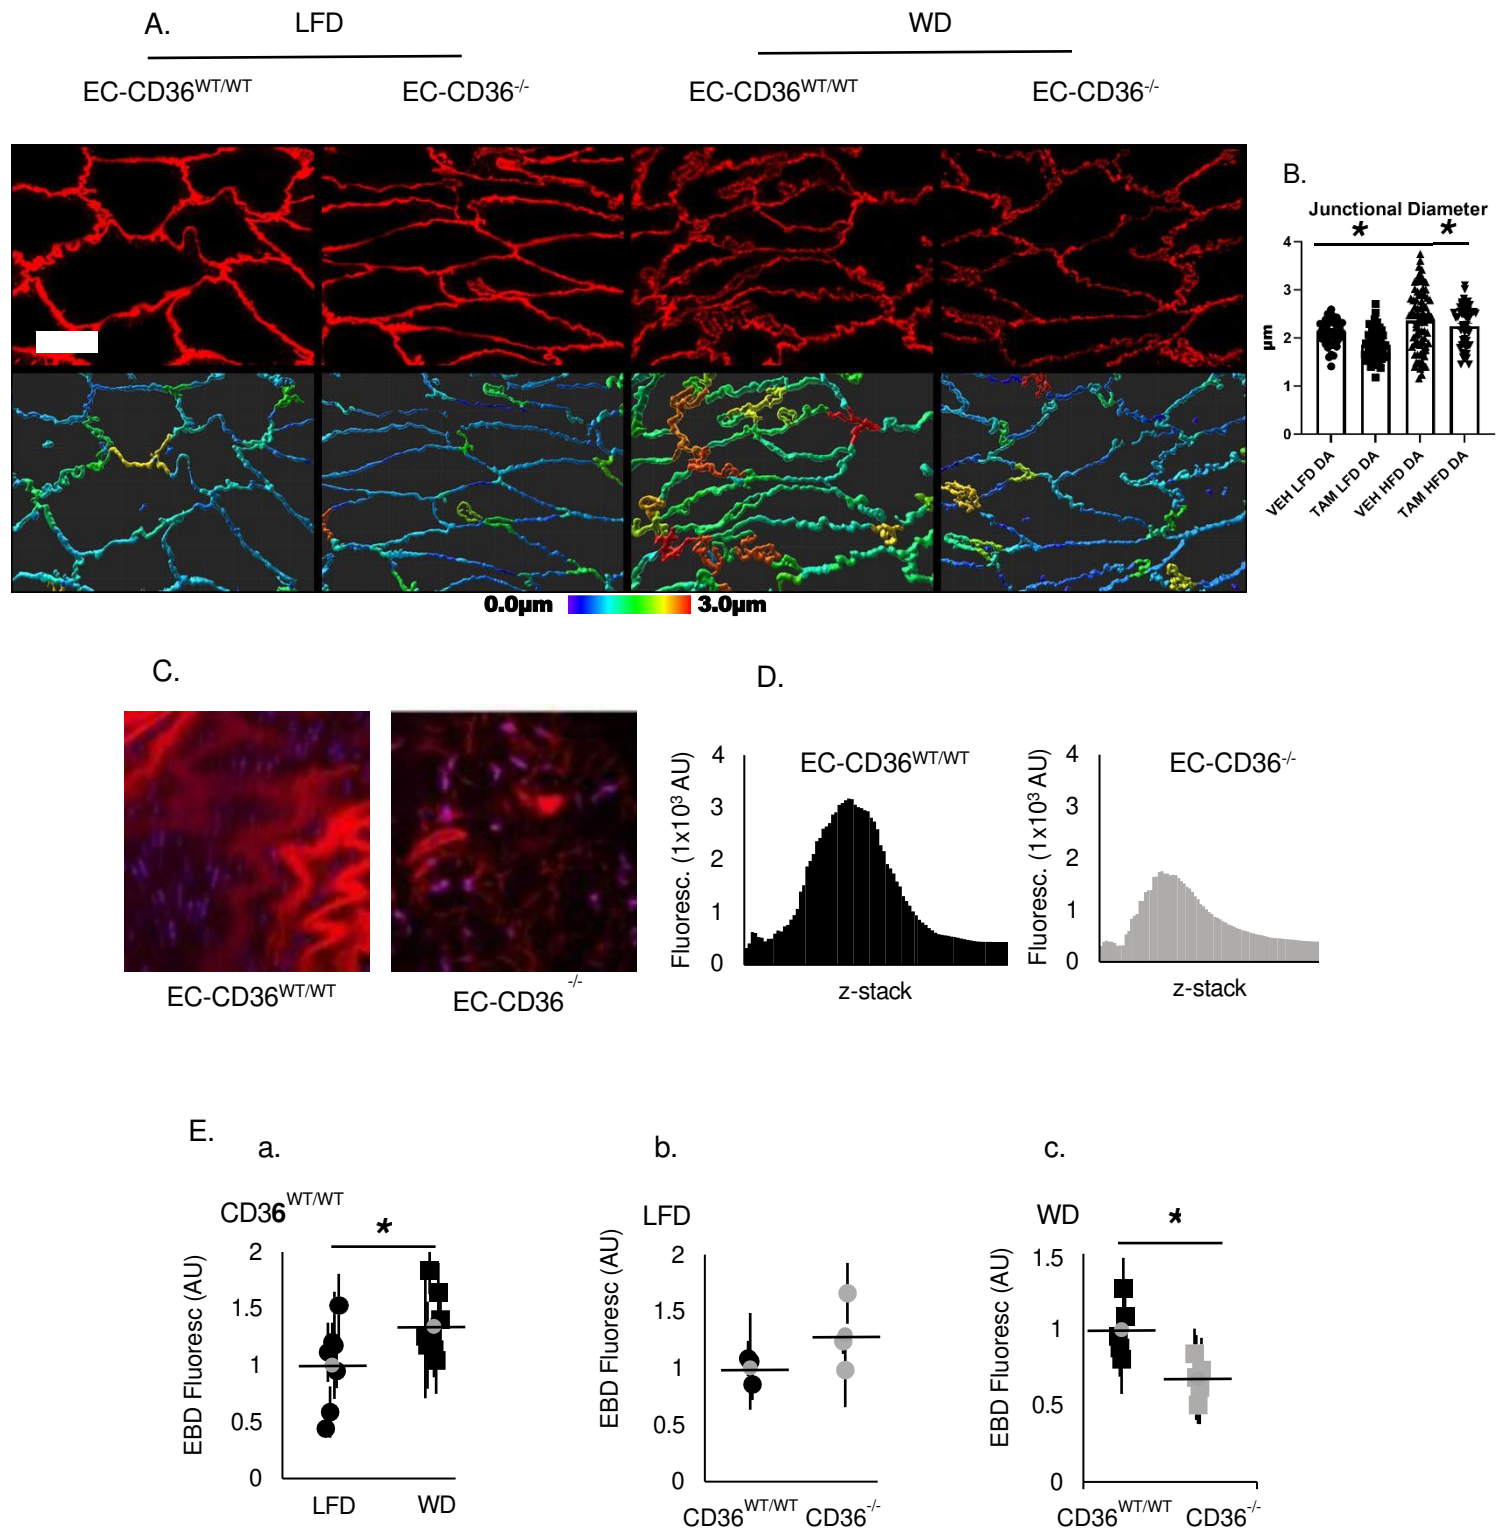 A.
LFD
WD
EC-CD36WT/WT
EC-CD36-/-
EC-CD36WT/WT
EC-CD36-/-
0.0µm
3.0µm
B.
Junctional Diameter
*
*
4
3
2
1
0
µm
VEH LFD DA
TAM LFD DA
VEH HFD DA
TAM HFD DA
C.
EC-CD36WT/WT
EC-CD36-/-
D.
EC-CD36WT/WT
Fluoresc. (1x10³ AU)
4
3
2
1
0
z-stack
EC-CD36-/-
Fluoresc. (1x10³ AU)
4
3
2
1
0
z-stack
E.
a.
CD36WT/WT
*
EBD Fluoresc (AU)
2
1.5
1
0.5
0
LFD
WD
b.
LFD
EBD Fluoresc (AU)
2
1.5
1
0.5
0
CD36WT/WT
CD36-/-
c.
WD
*
EBD Fluoresc (AU)
1.5
1
0.5
0
CD36WT/WT
CD36-/-